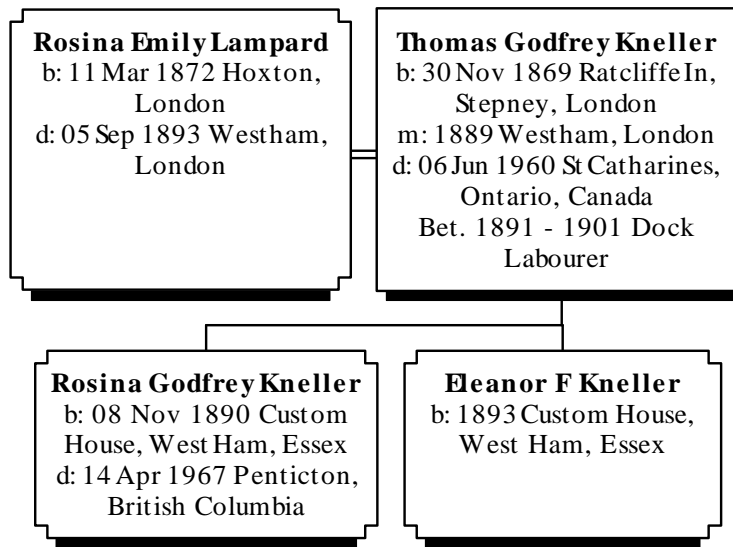 Rosina Emily Lampard
b: 11 Mar 1872 Hoxton,
London
d: 05 Sep 1893 Westham,
London
Thomas Godfrey Kneller
b: 30 Nov 1869 Ratcliffe In,
Stepney, London
m: 1889 Westham, London
d: 06 Jun 1960 St Catharines,
Ontario, Canada
Bet. 1891 - 1901 Dock
Labourer
Rosina Godfrey Kneller
b: 08 Nov 1890 Custom
House, West Ham, Essex
d: 14 Apr 1967 Penticton,
British Columbia
Eleanor F Kneller
b: 1893 Custom House,
West Ham, Essex